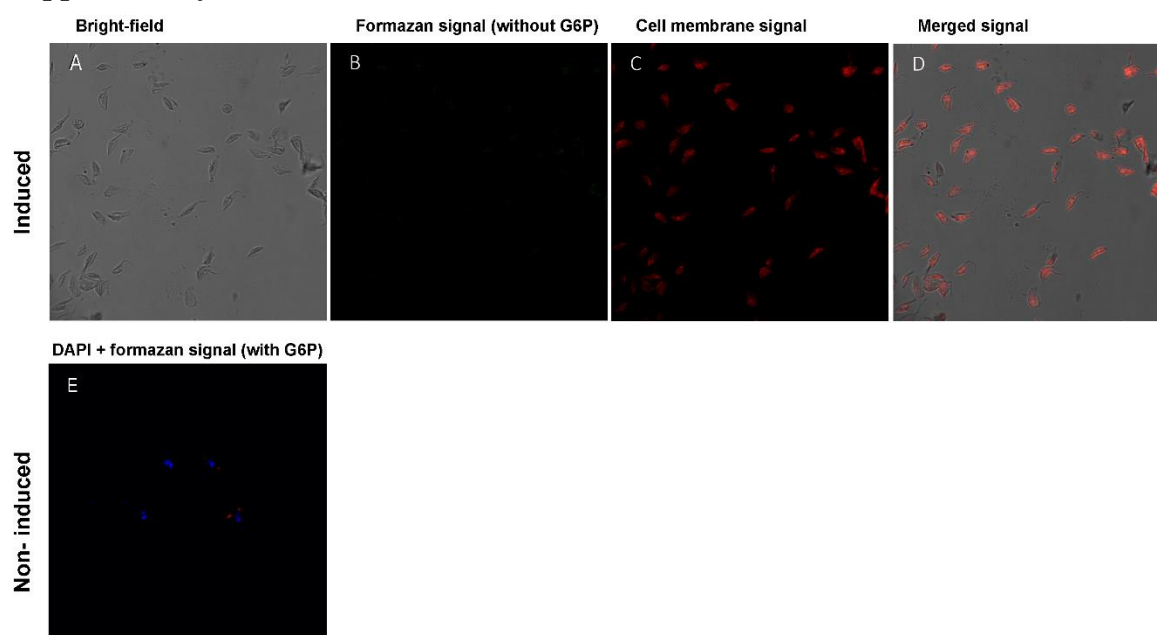 Bright-field
Formazan signal (without G6P)
Cell membrane signal
Merged signal
Induced
A
B
C
D
DAPI + formazan signal (with G6P)
Non- induced
E